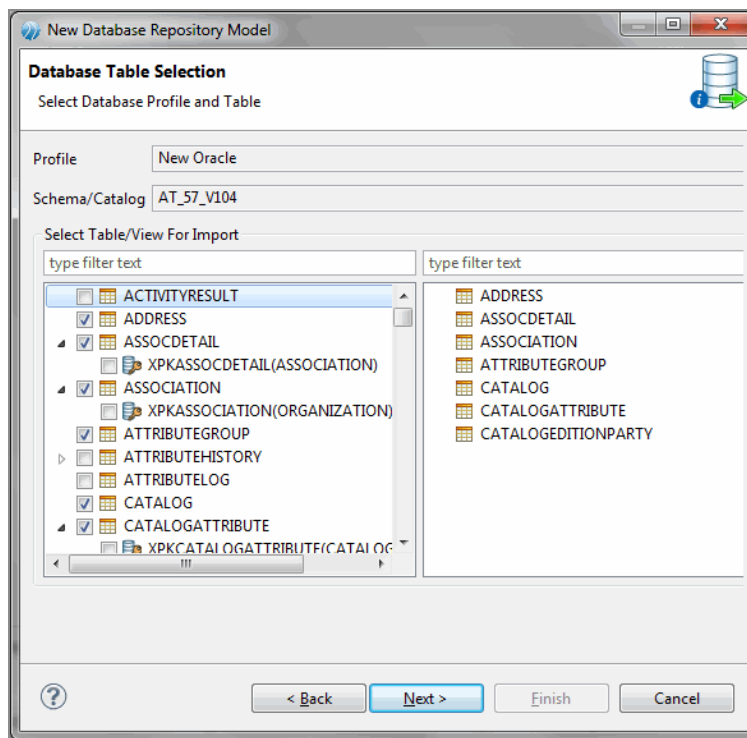 New Database Repository Model
Database Table Selection
Select Database Profile and Table
Profile New Oracle
Schema/Catalog AT_57_V104
Select Table/View For Import
type filter text
ACTIVITYRESULT
ADDRESS
ASSOCDETAIL
XPKASSOCDETAIL(ASSOCIATION)
ASSOCIATION
XPKASSOCIATION(ORGANIZATION)
ATTRIBUTEGROUP
ATTRIBUTEHISTORY
ATTRIBUTELOG
CATALOG
CATALOGATTRIBUTE
XPKCATALOGATTRIBUTE(CATALOG
type filter text
ADDRESS
ASSOCDETAIL
ASSOCIATION
ATTRIBUTEGROUP
CATALOG
CATALOGATTRIBUTE
CATALOGEDITIONPARTY
< Back Next > Finish Cancel